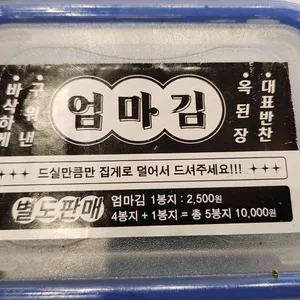 바삭하게
구워낸
엄마김
옥된장
대표반찬
드실만큼만 집게로 덜어서 드셔주세요!!!
별도판매
엄마김 1봉지 : 2,500원
4봉지 + 1봉지 = 총 5봉지 10,000원